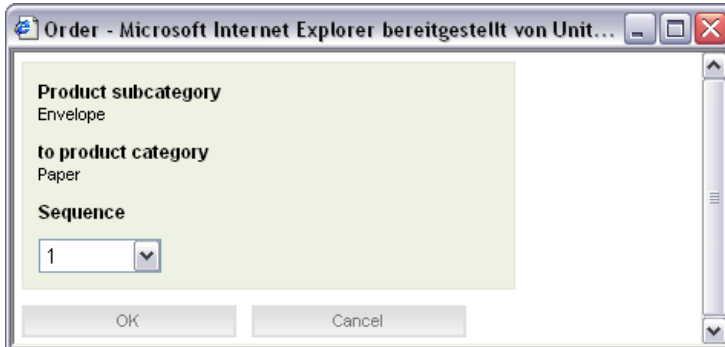 Order - Microsoft Internet Explorer bereitgestellt von Unit...
Product subcategory
Envelope
to product category
Paper
Sequence
1
OK Cancel